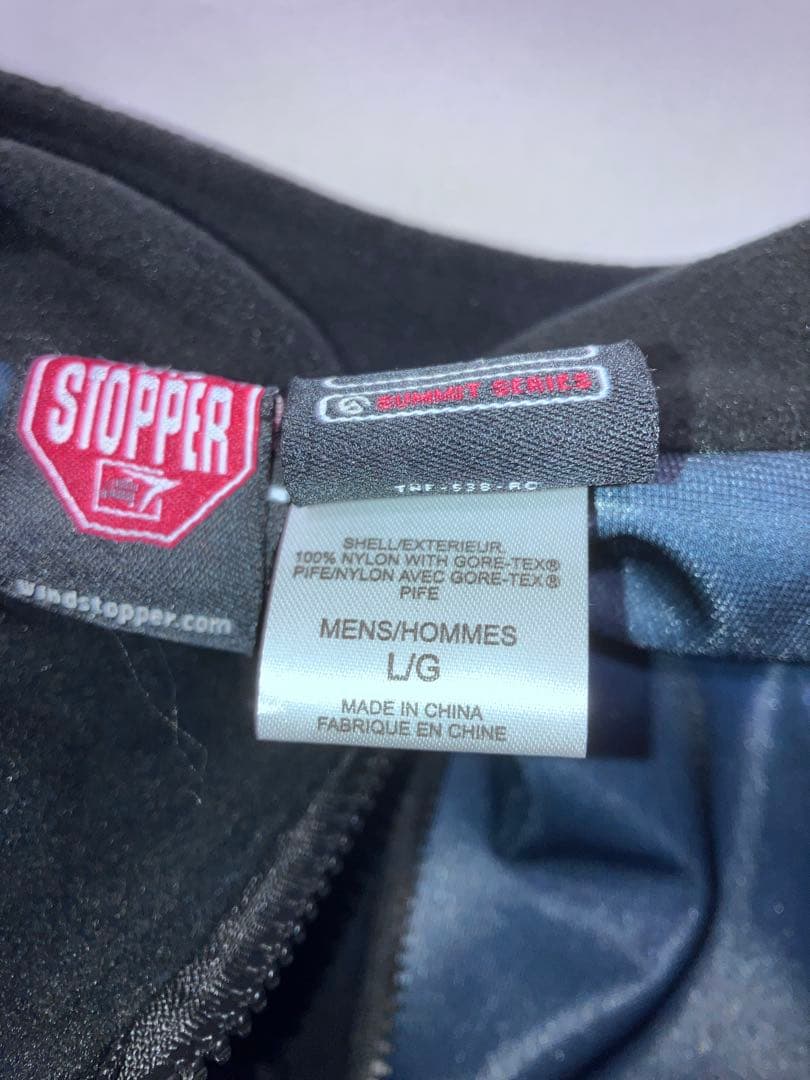 STOPPER
windstopper.com
SUMMIT SERIES
SHELL/EXTERIEUR.
100% NYLON WITH GORE-TEX®
PIFE/NYLON AVEC GORE-TEX®
PIFE
MENS/HOMMES
L/G
MADE IN CHINA
FABRIQUE EN CHINE